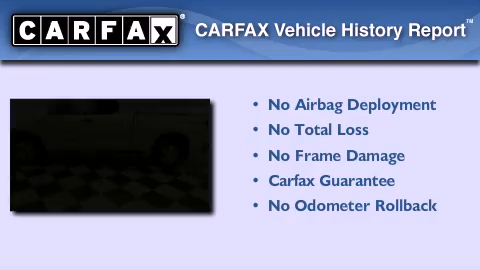 CARFAX® CARFAX Vehicle History Report™
• No Airbag Deployment
• No Total Loss
• No Frame Damage
• Carfax Guarantee
• No Odometer Rollback